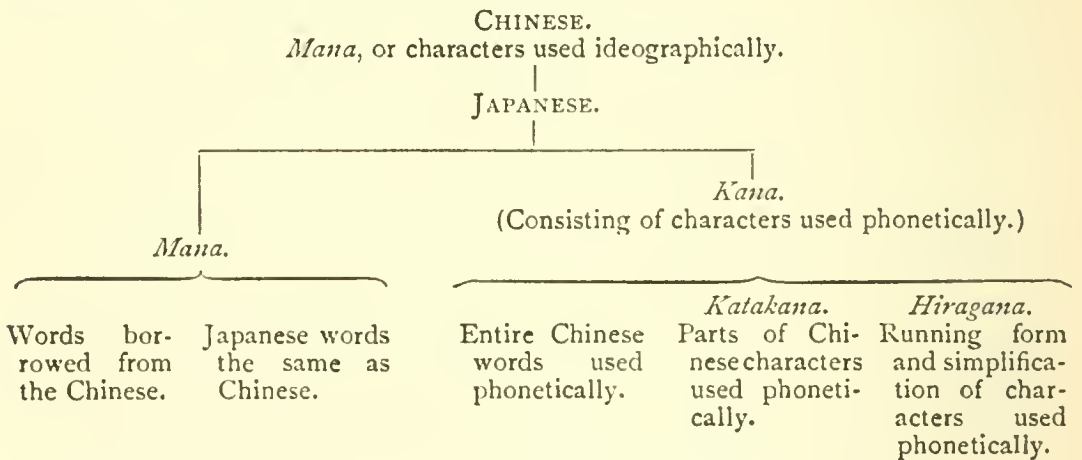 CHINESE.
Mana, or characters used ideographically.
JAPANESE.
Kana.
(Consisting of characters used phonetically.)
Mana.
Words bor-
rowed from
the Chinese.
Japanese words
the same as
Chinese.
Entire Chinese
words used
phonetically.
Katakana.
Parts of Chi-
nese characters
used phoneti-
cally.
Hiragana.
Running form
and simplifica-
tion of char-
acters used
phonetically.